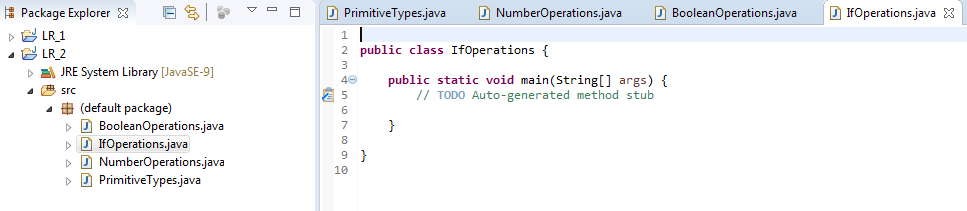 Package Explorer
LR_1
LR_2
JRE System Library [JavaSE-9]
src
(default package)
BooleanOperations.java
IfOperations.java
NumberOperations.java
PrimitiveTypes.java
PrimitiveTypes.java NumberOperations.java BooleanOperations.java IfOperations.java
1
2 public class IfOperations {
3
4 public static void main(String[] args) {
5 // TODO Auto-generated method stub
6
7 }
8
9 }
10